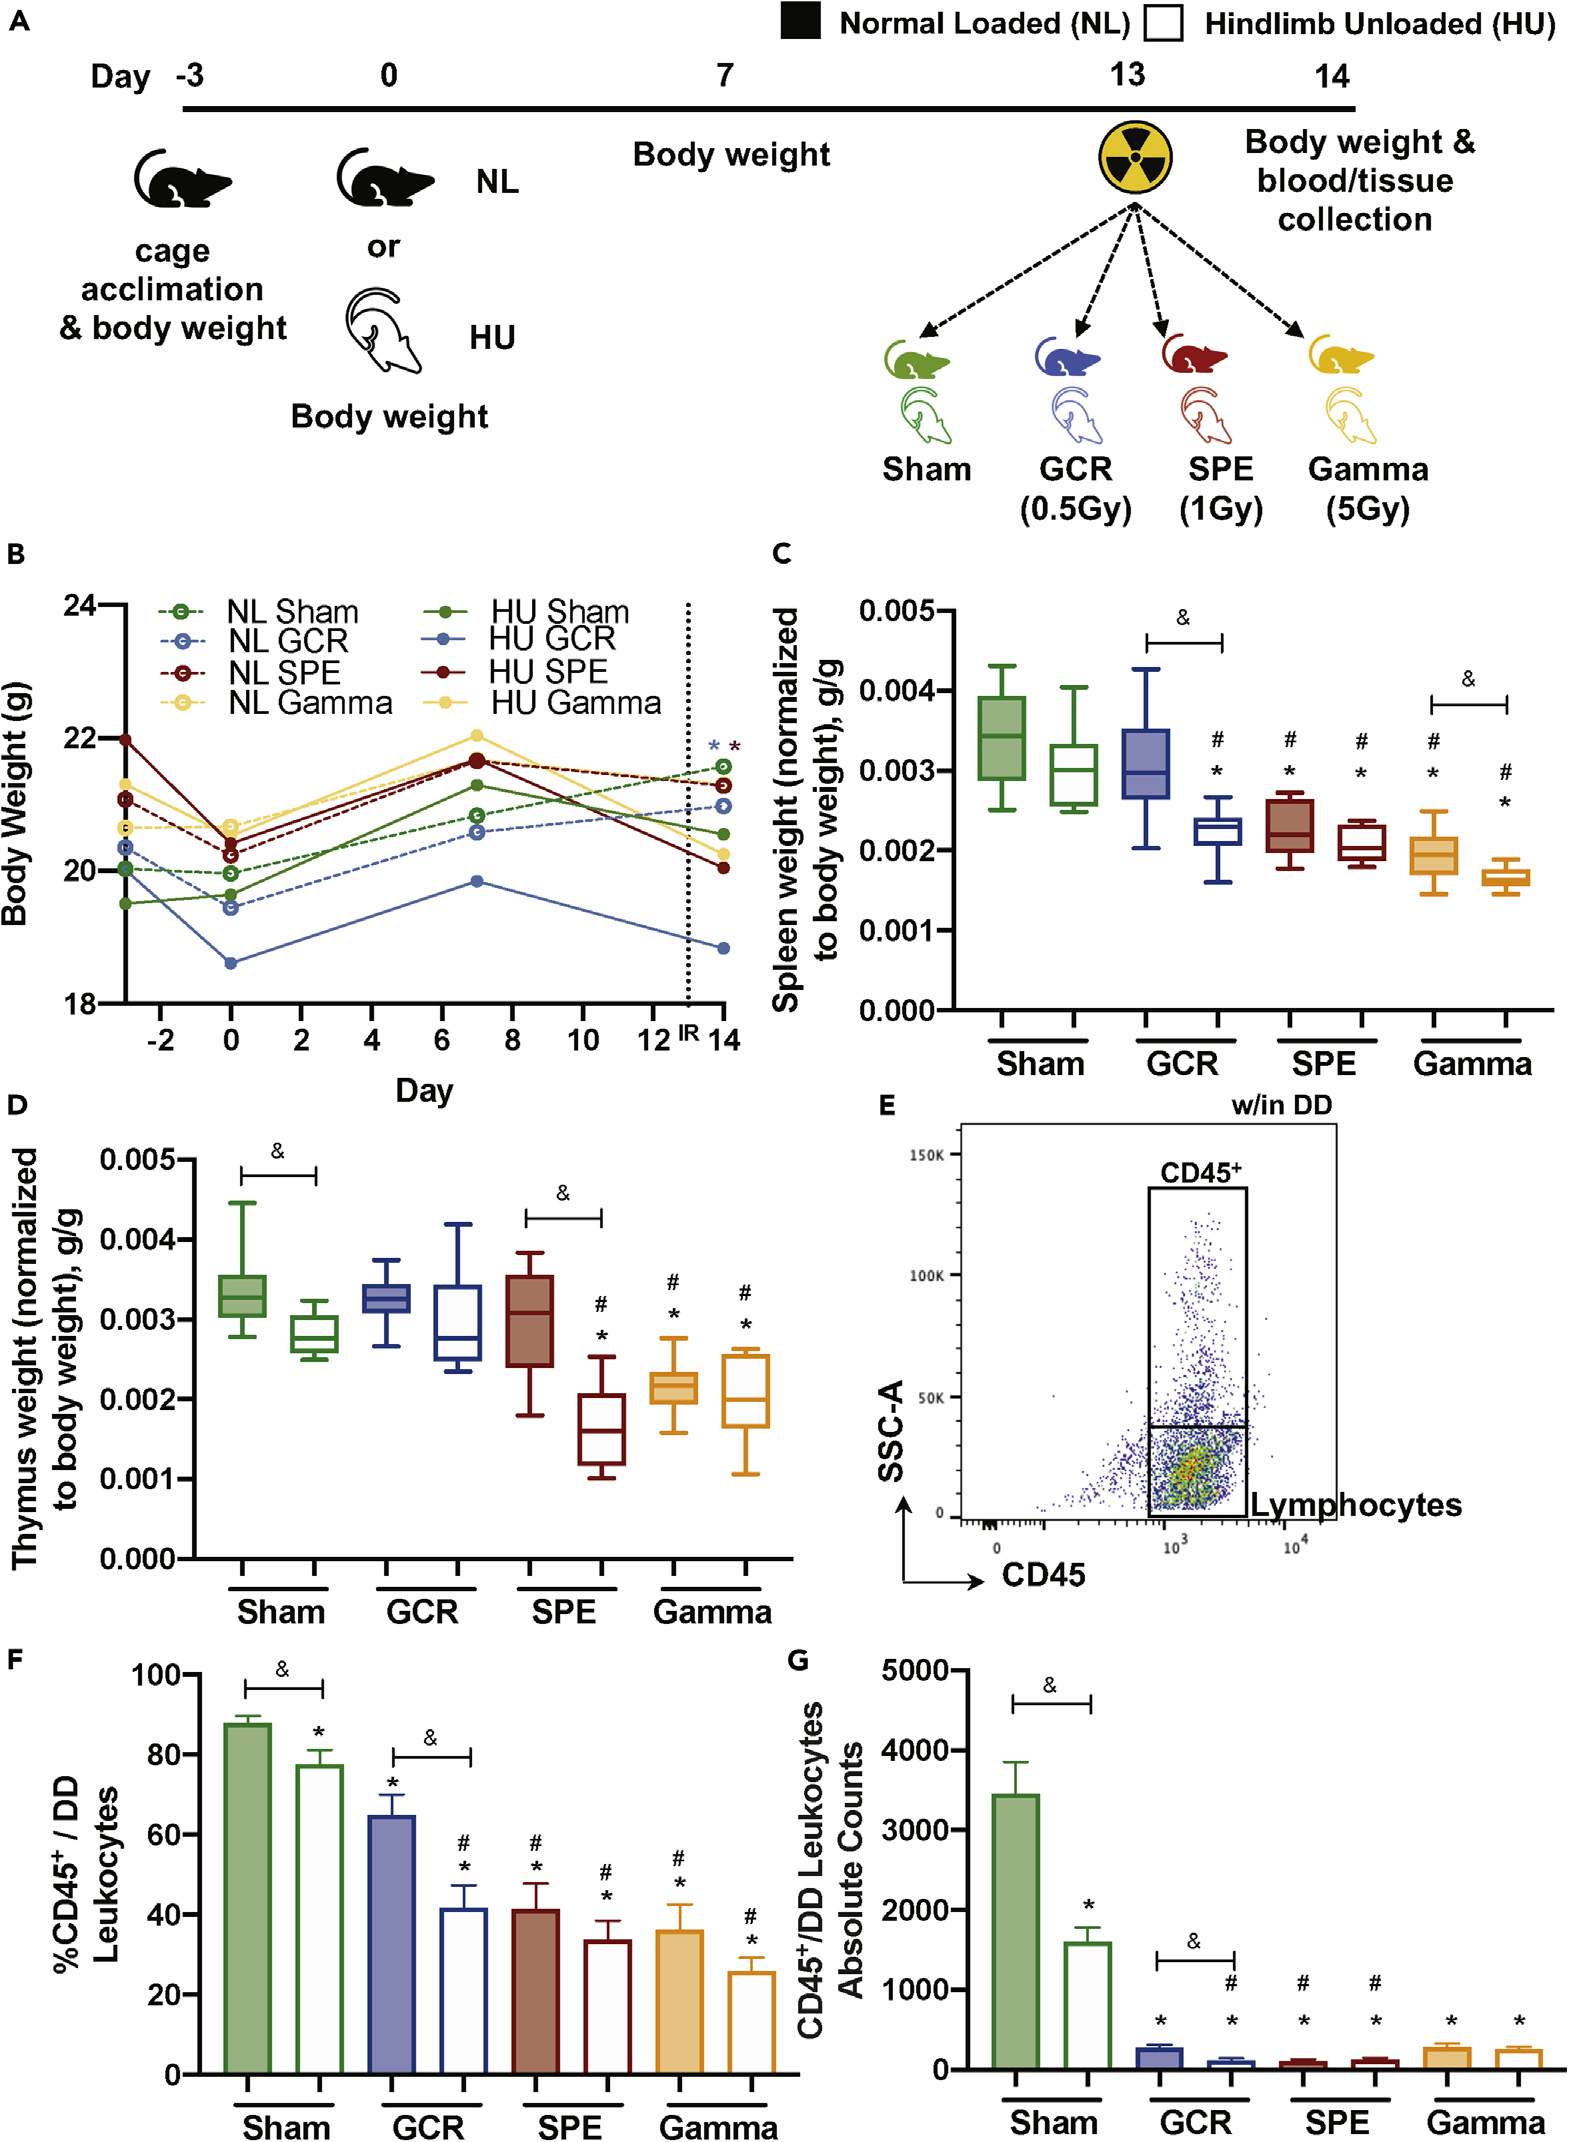 A
Normal Loaded (NL)
Hindlimb Unloaded (HU)
Day -3 0 7 13 14
cage
acclimation
& body weight
NL
or
HU
Body weight
Body weight
Body weight &
blood/tissue
collection
Sham
GCR
(0.5Gy)
SPE
(1Gy)
Gamma
(5Gy)
B
Body Weight (g)
24
22
20
18
NL Sham
NL GCR
NL SPE
NL Gamma
HU Sham
HU GCR
HU SPE
HU Gamma
* *
-2 0 2 4 6 8 10 12 IR 14
Day
C
Spleen weight (normalized
to body weight), g/g
0.005
0.004
0.003
0.002
0.001
0.000
& &
# # # # #
* * * * *
Sham GCR SPE Gamma
D
Thymus weight (normalized
to body weight), g/g
0.005
0.004
0.003
0.002
0.001
0.000
& &
# # #
* * *
Sham GCR SPE Gamma
E
w/in DD
CD45⁺
SSC-A
150K
100K
50K
0
Lymphocytes
0 10³ 10⁴
CD45
F
%CD45⁺ / DD
Leukocytes
100
80
60
40
20
0
& &
# # # # #
* * * * * * *
Sham GCR SPE Gamma
G
CD45⁺/DD Leukocytes
Absolute Counts
5000
4000
3000
2000
1000
0
& &
# # #
* * * * * * *
Sham GCR SPE Gamma